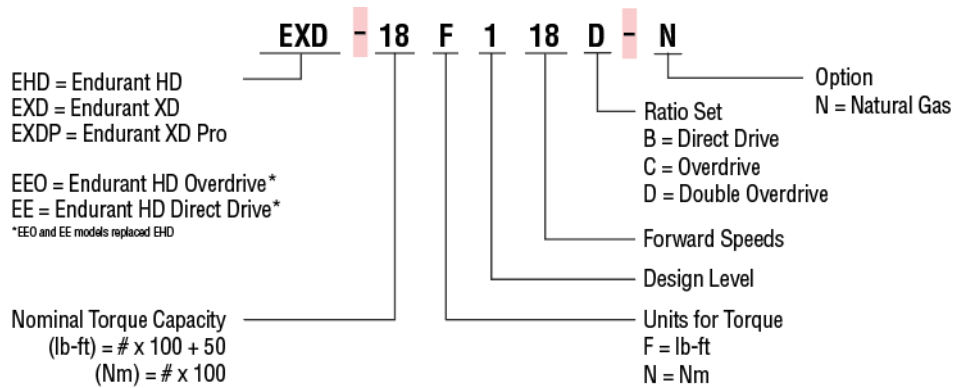 EXD - 18 F 1 18 D - N
EHD = Endurant HD
EXD = Endurant XD
EXDP = Endurant XD Pro
EEO = Endurant HD Overdrive*
EE = Endurant HD Direct Drive*
*EEO and EE models replaced EHD
Nominal Torque Capacity
(lb-ft) = # x 100 + 50
(Nm) = # x 100
Option
N = Natural Gas
Ratio Set
B = Direct Drive
C = Overdrive
D = Double Overdrive
Forward Speeds
Design Level
Units for Torque
F = lb-ft
N = Nm